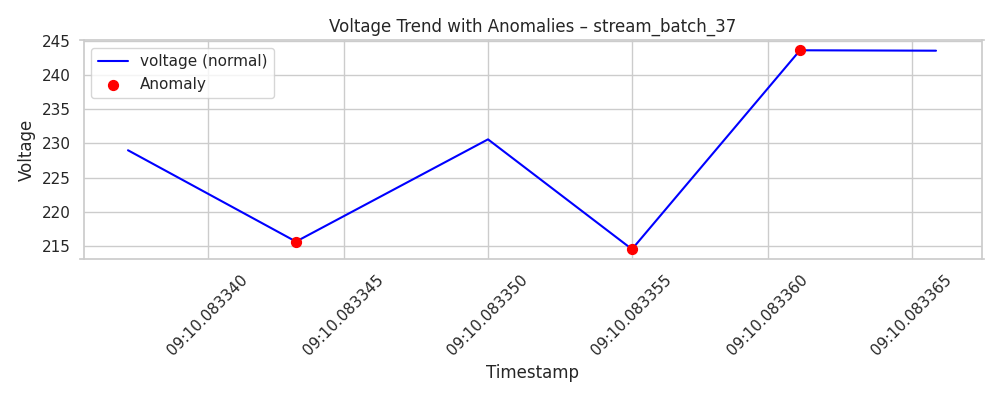 Voltage Trend with Anomalies – stream_batch_37
245
240
235
230
225
220
215
Voltage
voltage (normal)
Anomaly
09:10.083340
09:10.083345
09:10.083350
09:10.083355
09:10.083360
09:10.083365
Timestamp